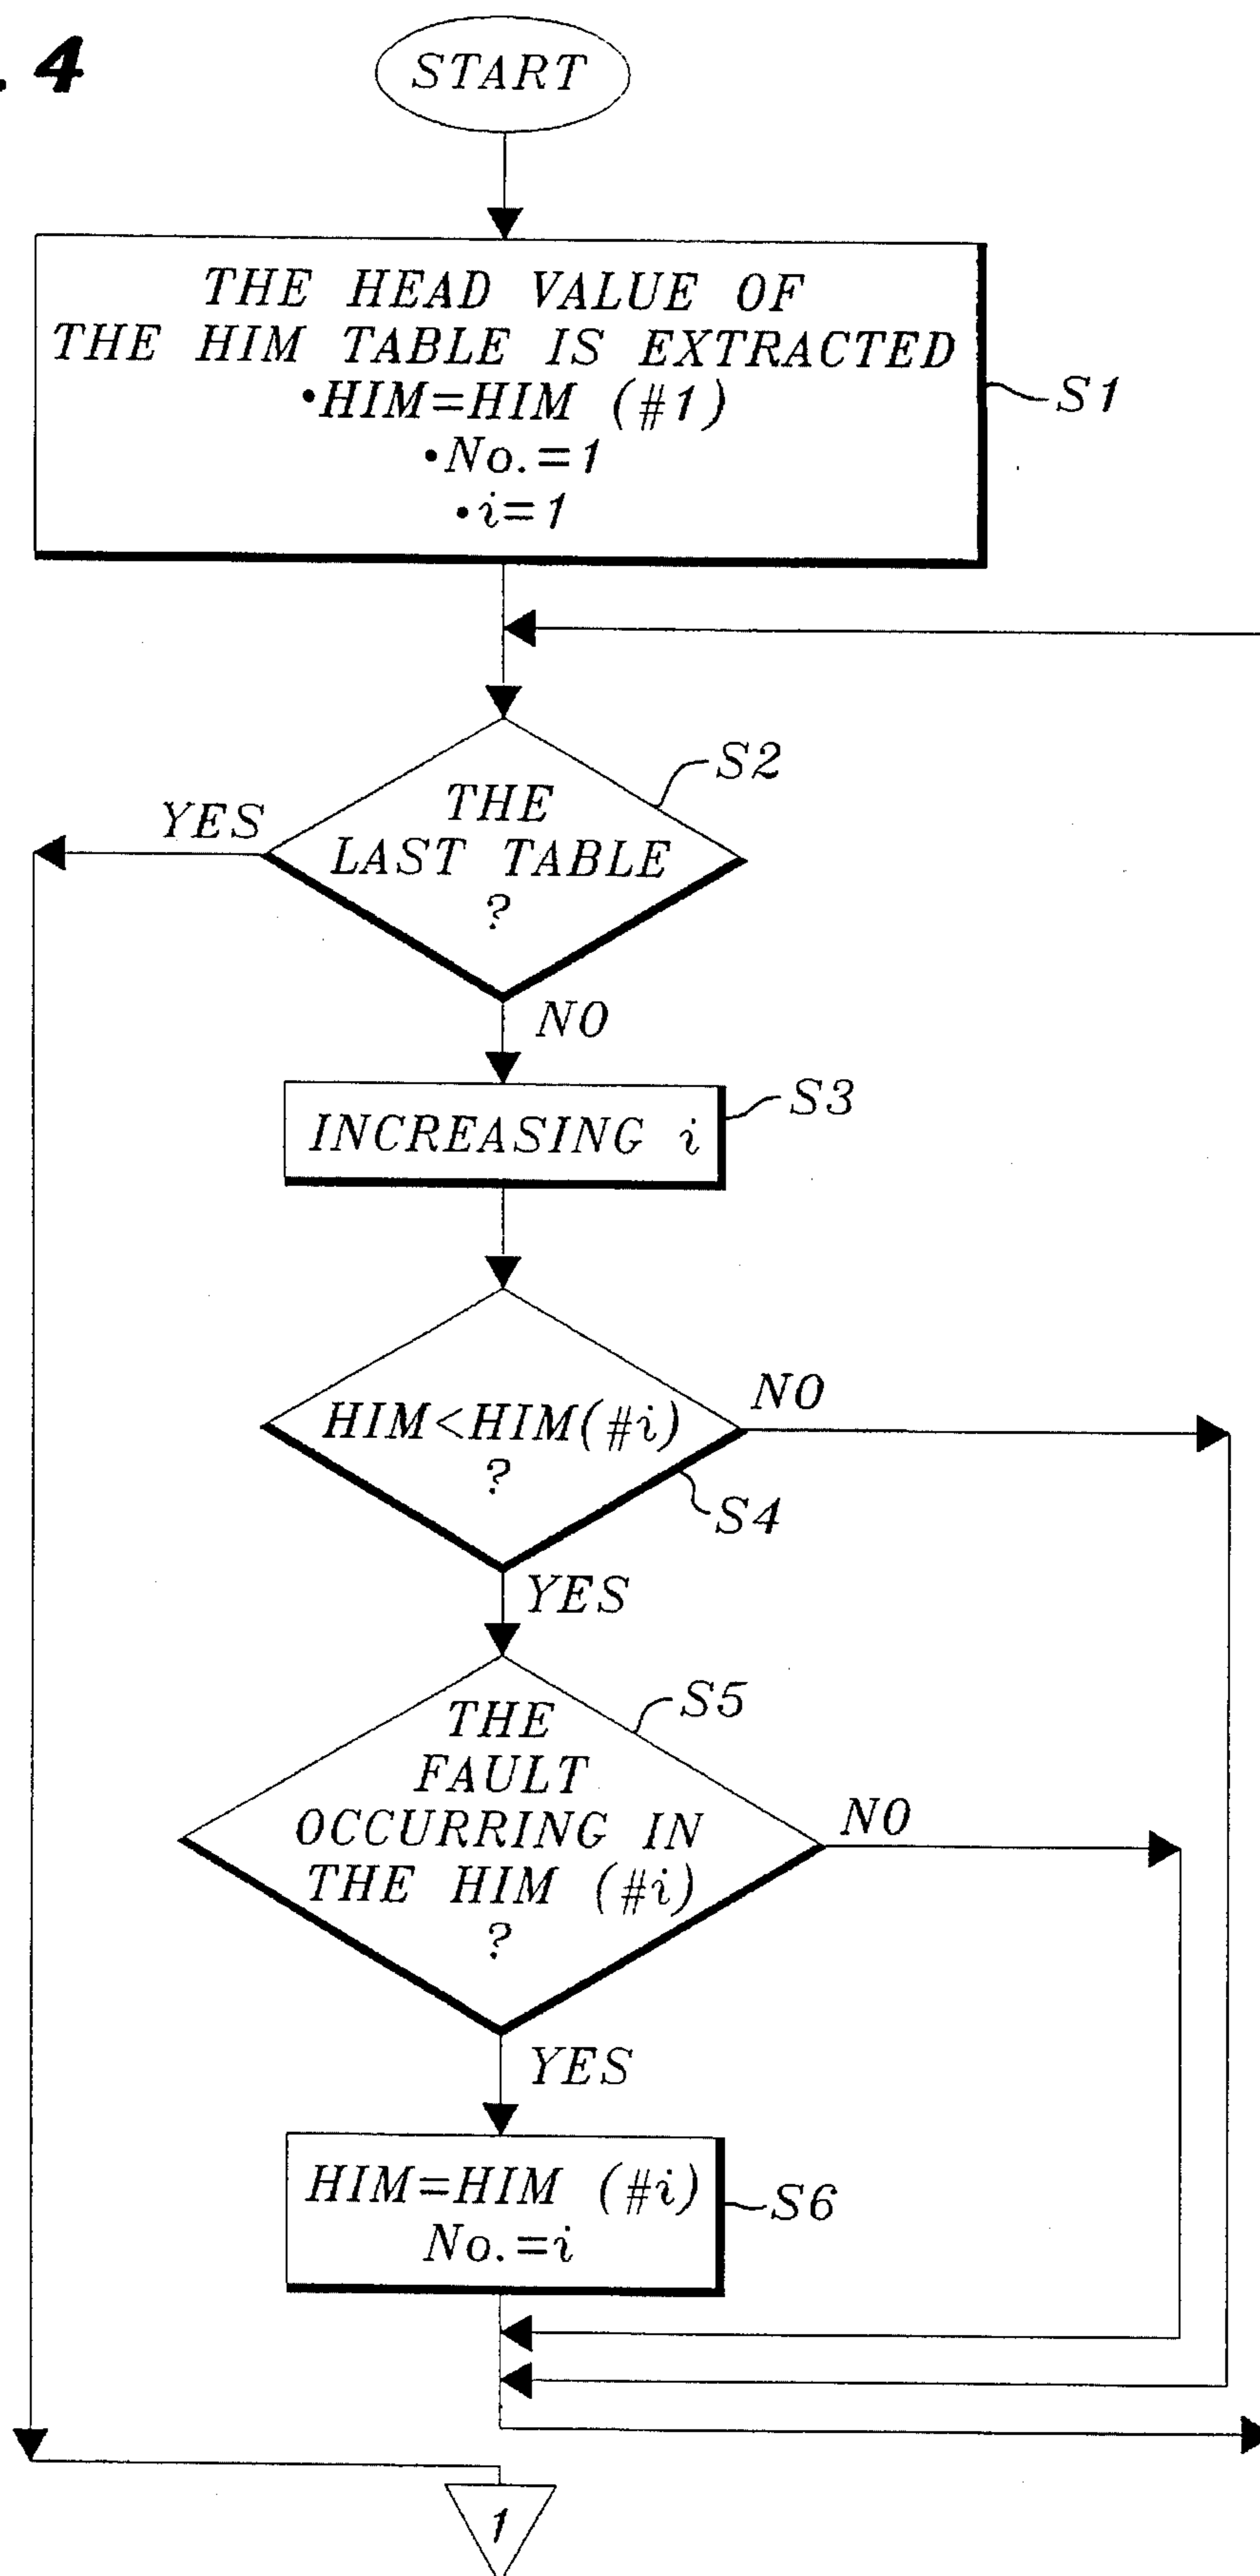 . 4
START
THE HEAD VALUE OF
THE HIM TABLE IS EXTRACTED
•HIM=HIM (#1)
•No.=1
•i=1
S1
S2
YES
THE
LAST TABLE
?
NO
S3
INCREASING i
NO
HIM<HIM(#i)
?
S4
YES
S5
THE
FAULT
OCCURRING IN
THE HIM (#i)
?
NO
YES
HIM=HIM (#i)
No.=i
S6
1